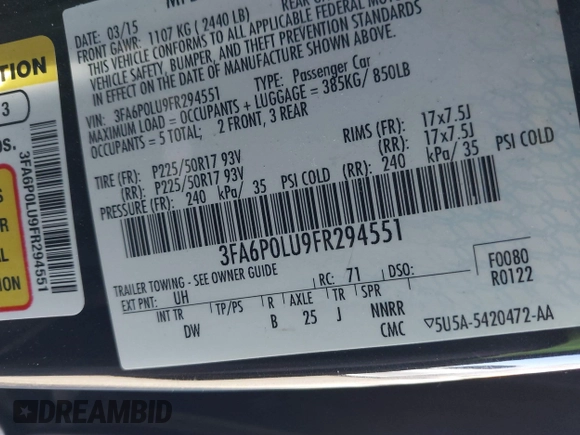 DATE: 03/15
FRONT GAWR: 1107 KG ( 2440 LB)
REAR
THIS VEHICLE CONFORMS TO ALL APPLICABLE FEDERAL MOTOR
VEHICLE SAFETY, BUMPER, AND THEFT PREVENTION STANDARDS
IN EFFECT ON THE DATE OF MANUFACTURE SHOWN ABOVE.
VIN: 3FA6P0LU9FR294551 TYPE: Passenger Car
MAXIMUM LOAD = OCCUPANTS + LUGGAGE = 385KG/ 850LB
OCCUPANTS = 5 TOTAL; 2 FRONT, 3 REAR
TIRE (FR): P225/50R17 93V RIMS (FR): 17x7.5J
(RR): P225/50R17 93V (RR): 17x7.5J
PRESSURE (FR): 240 kPa/ 35 PSI COLD (RR): 240 kPa/ 35 PSI COLD
3FA6P0LU9FR294551
TRAILER TOWING - SEE OWNER GUIDE
EXT PNT: UH RC: 71 DSO: F0080
R0122
INT TR TP/PS R AXLE TR SPR
DW B 25 J NNRR
CMC 5U5A-5420472-AA
TION
3
3FA6P0LU9FR294551
DREAMBID